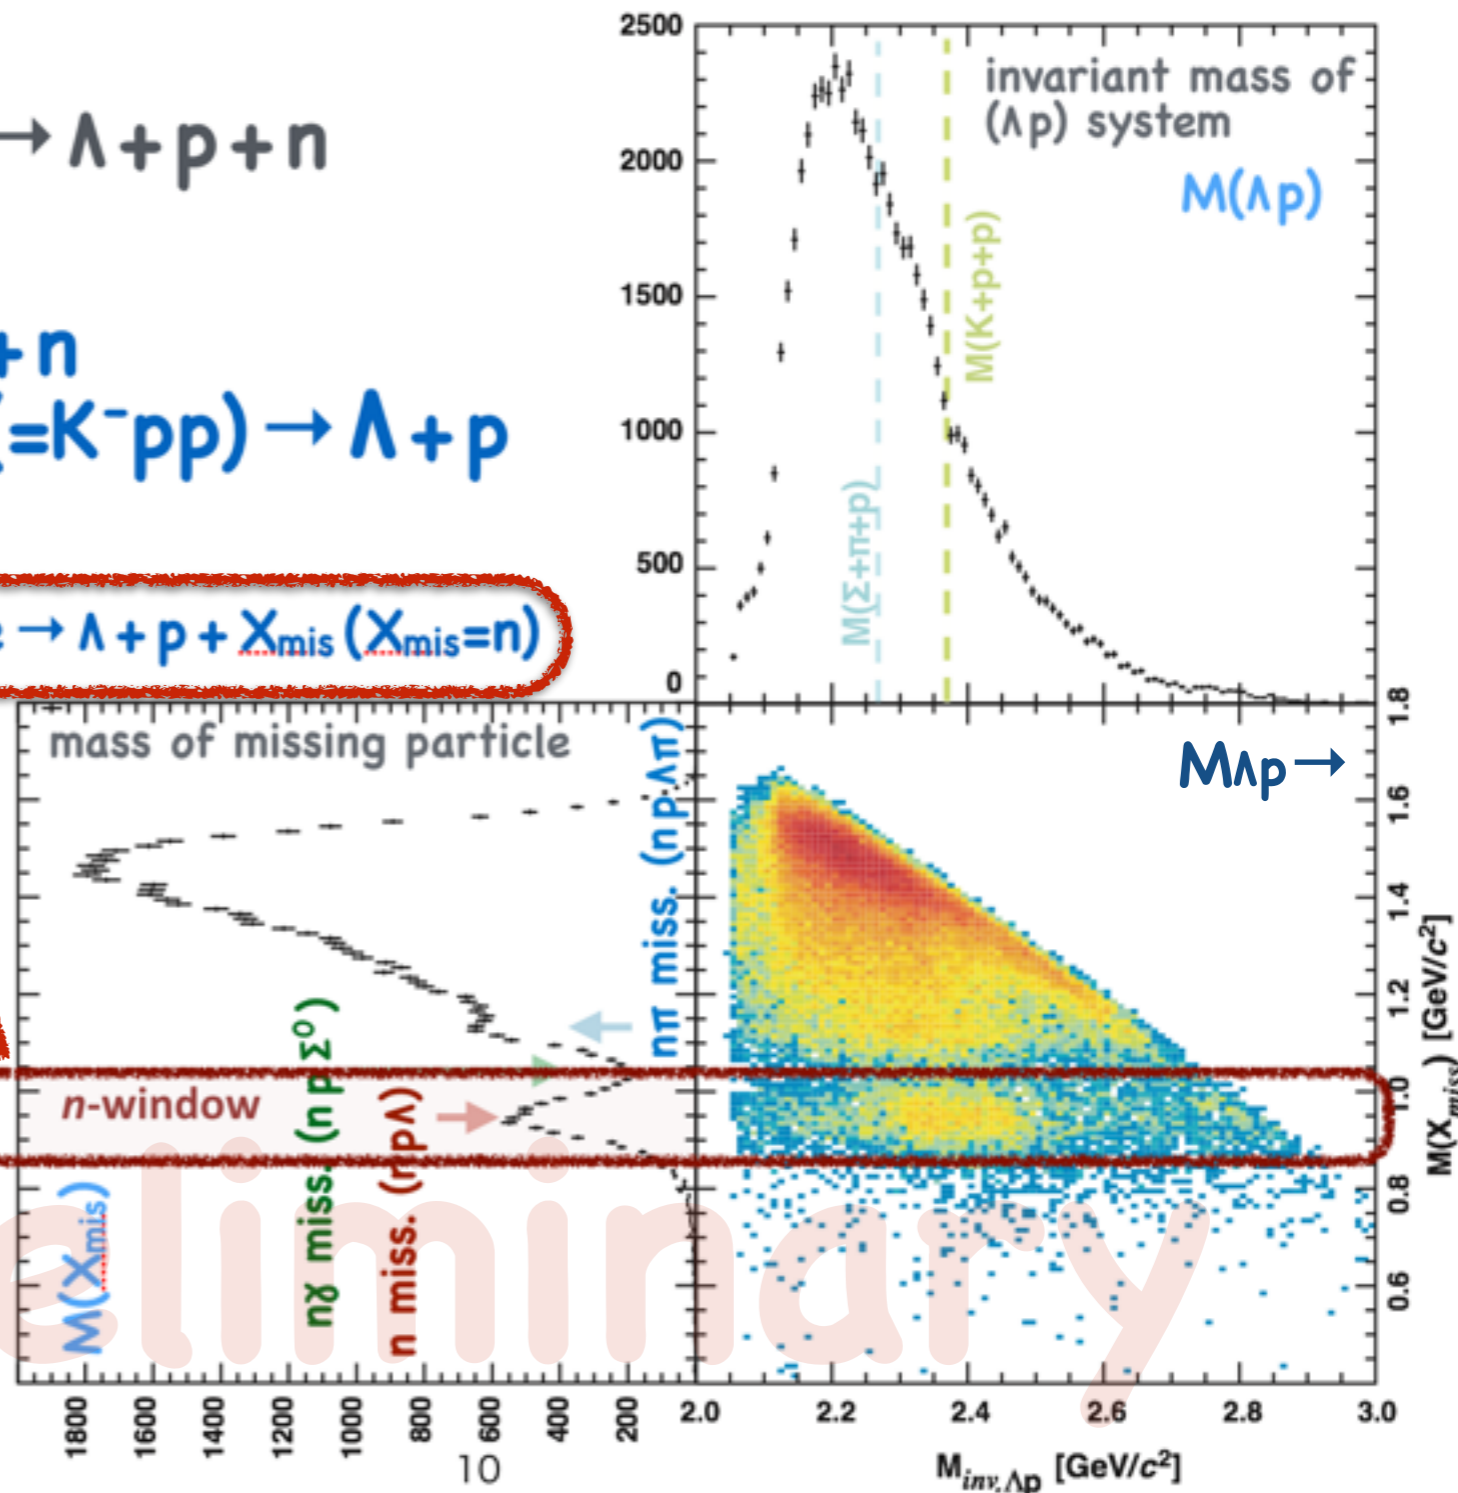 → Λ + p + n
+ n
(=K⁻pp) → Λ + p
e → Λ + p + Xmis (Xmis=n)
2500
2000
1500
1000
500
0
invariant mass of
(Λp) system
M(Λp)
M(Σ+π+p)
M(K+p+p)
mass of missing particle
nπ miss. (n p Λπ)
nγ miss. (n p Σ⁰)
n miss. (npΛ)
n-window
M(Xmis)
MΛp →
1.8
1.6
1.4
1.2
1.0
0.8
0.6
M(Xmiss) [GeV/c²]
eliminary
1800 1600 1400 1200 1000 800 600 400 200
2.0 2.2 2.4 2.6 2.8 3.0
10
Minv.Λp [GeV/c²]